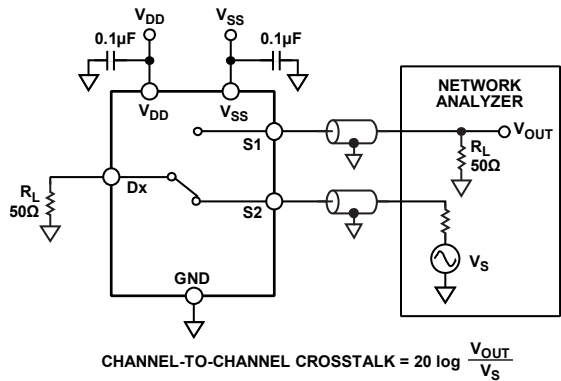 VDD
VSS
0.1µF
0.1µF
VDD
VSS
NETWORK
ANALYZER
S1
VOUT
RL
50Ω
Dx
RL
50Ω
S2
VS
GND
CHANNEL-TO-CHANNEL CROSSTALK = 20 log VOUT
VS